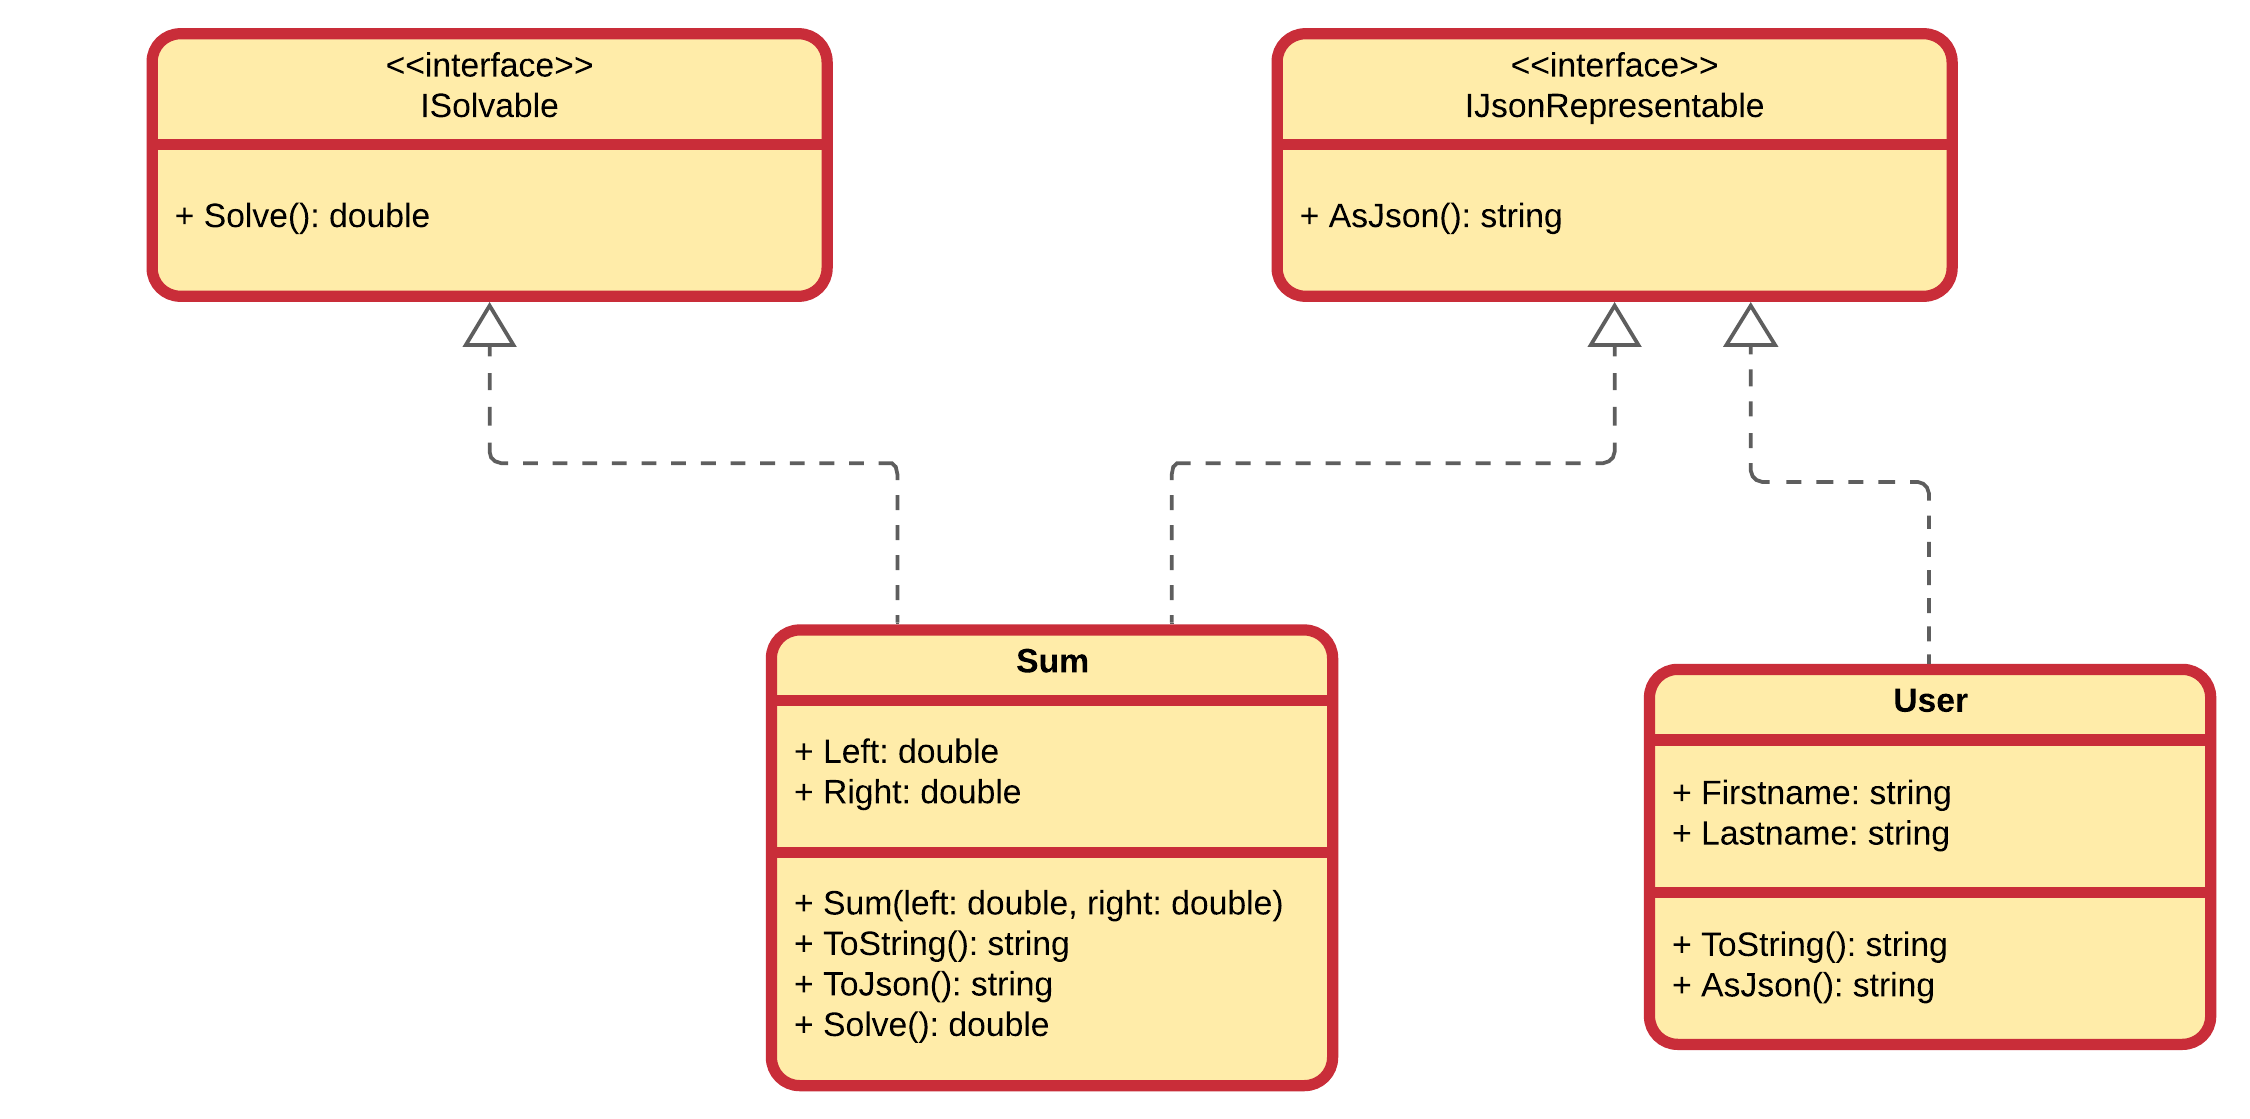 <<interface>>
ISolvable
+ Solve(): double
<<interface>>
IJsonRepresentable
+ AsJson(): string
Sum
+ Left: double
+ Right: double
+ Sum(left: double, right: double)
+ ToString(): string
+ ToJson(): string
+ Solve(): double
User
+ Firstname: string
+ Lastname: string
+ ToString(): string
+ AsJson(): string